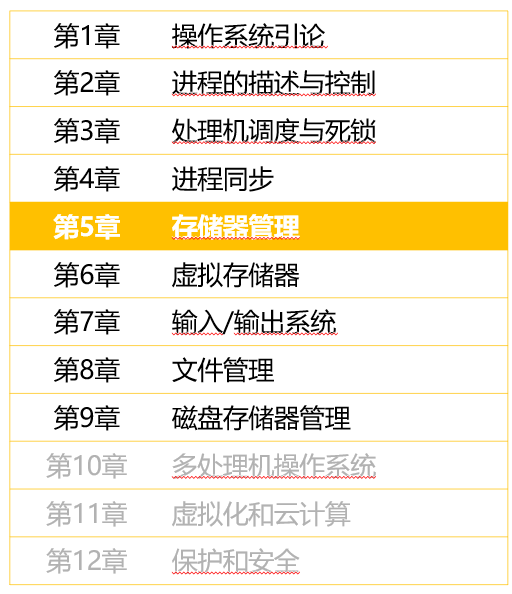 第1章 操作系统引论
第2章 进程的描述与控制
第3章 处理机调度与死锁
第4章 进程同步
第5章 存储器管理
第6章 虚拟存储器
第7章 输入/输出系统
第8章 文件管理
第9章 磁盘存储器管理
第10章 多处理机操作系统
第11章 虚拟化和云计算
第12章 保护和安全